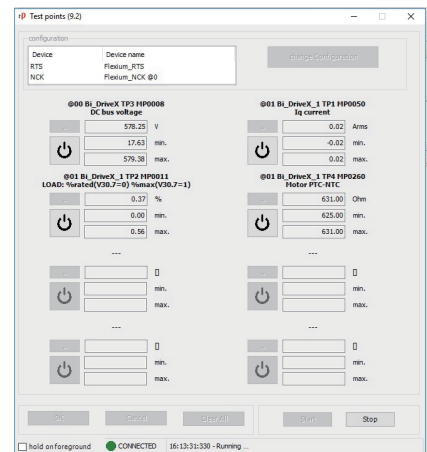 Test points (9.2)
configuration
Device Device name
RTS Flexium_RTS
NCK Flexium_NCK @0
change Configuration
@00 Bi_DriveX TP3 MP0008
DC bus voltage
... 578.25 V
17.63 min.
579.38 max.
@01 Bi_DriveX_1 TP1 MP0050
Iq current
... 0.02 Arms
-0.02 min.
0.02 max.
@01 Bi_DriveX_1 TP2 MP0011
LOAD: %rated(V30.7=0) %max(V30.7=1)
... 0.37 %
0.00 min.
0.56 max.
@01 Bi_DriveX_1 TP4 MP0260
Motor PTC-NTC
... 631.00 Ohm
625.00 min.
631.00 max.
---
... []
min.
max.
---
... []
min.
max.
---
... []
min.
max.
---
... []
min.
max.
Cancel Clear All Start Stop
hold on foreground CONNECTED 16:13:31:330 - Running ...